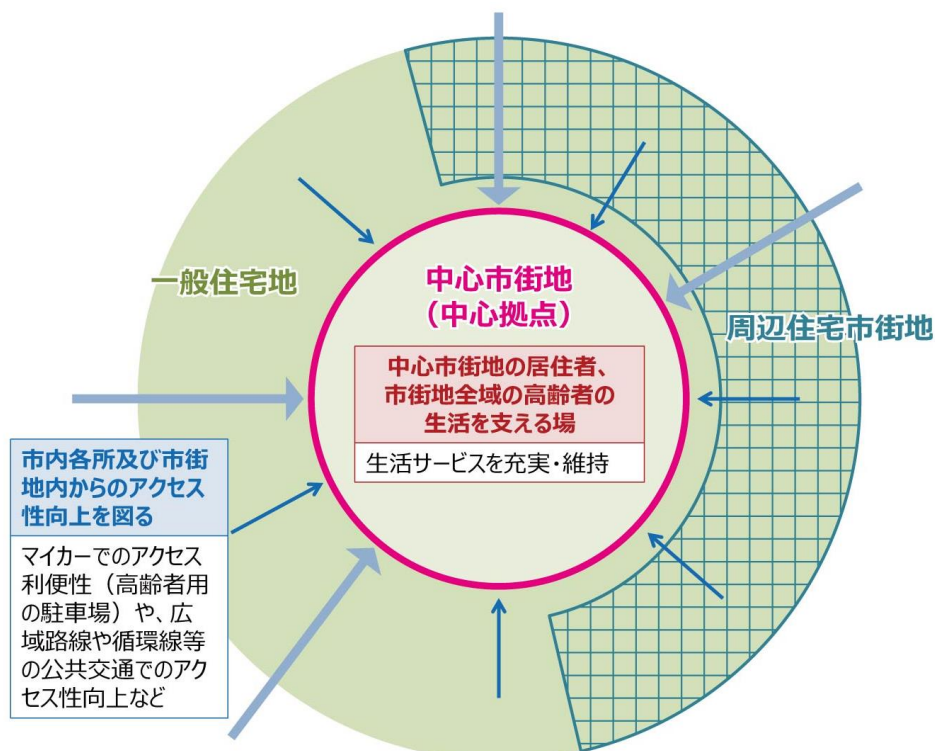 一般住宅地
中心市街地
（中心拠点）
周辺住宅市街地
中心市街地の居住者、
市街地全域の高齢者の
生活を支える場
生活サービスを充実・維持
市内各所及び市街
地内からのアクセス
性向上を図る
マイカーでのアクセス
利便性（高齢者用
の駐車場）や、広
域路線や循環線等
の公共交通でのアク
セス性向上など